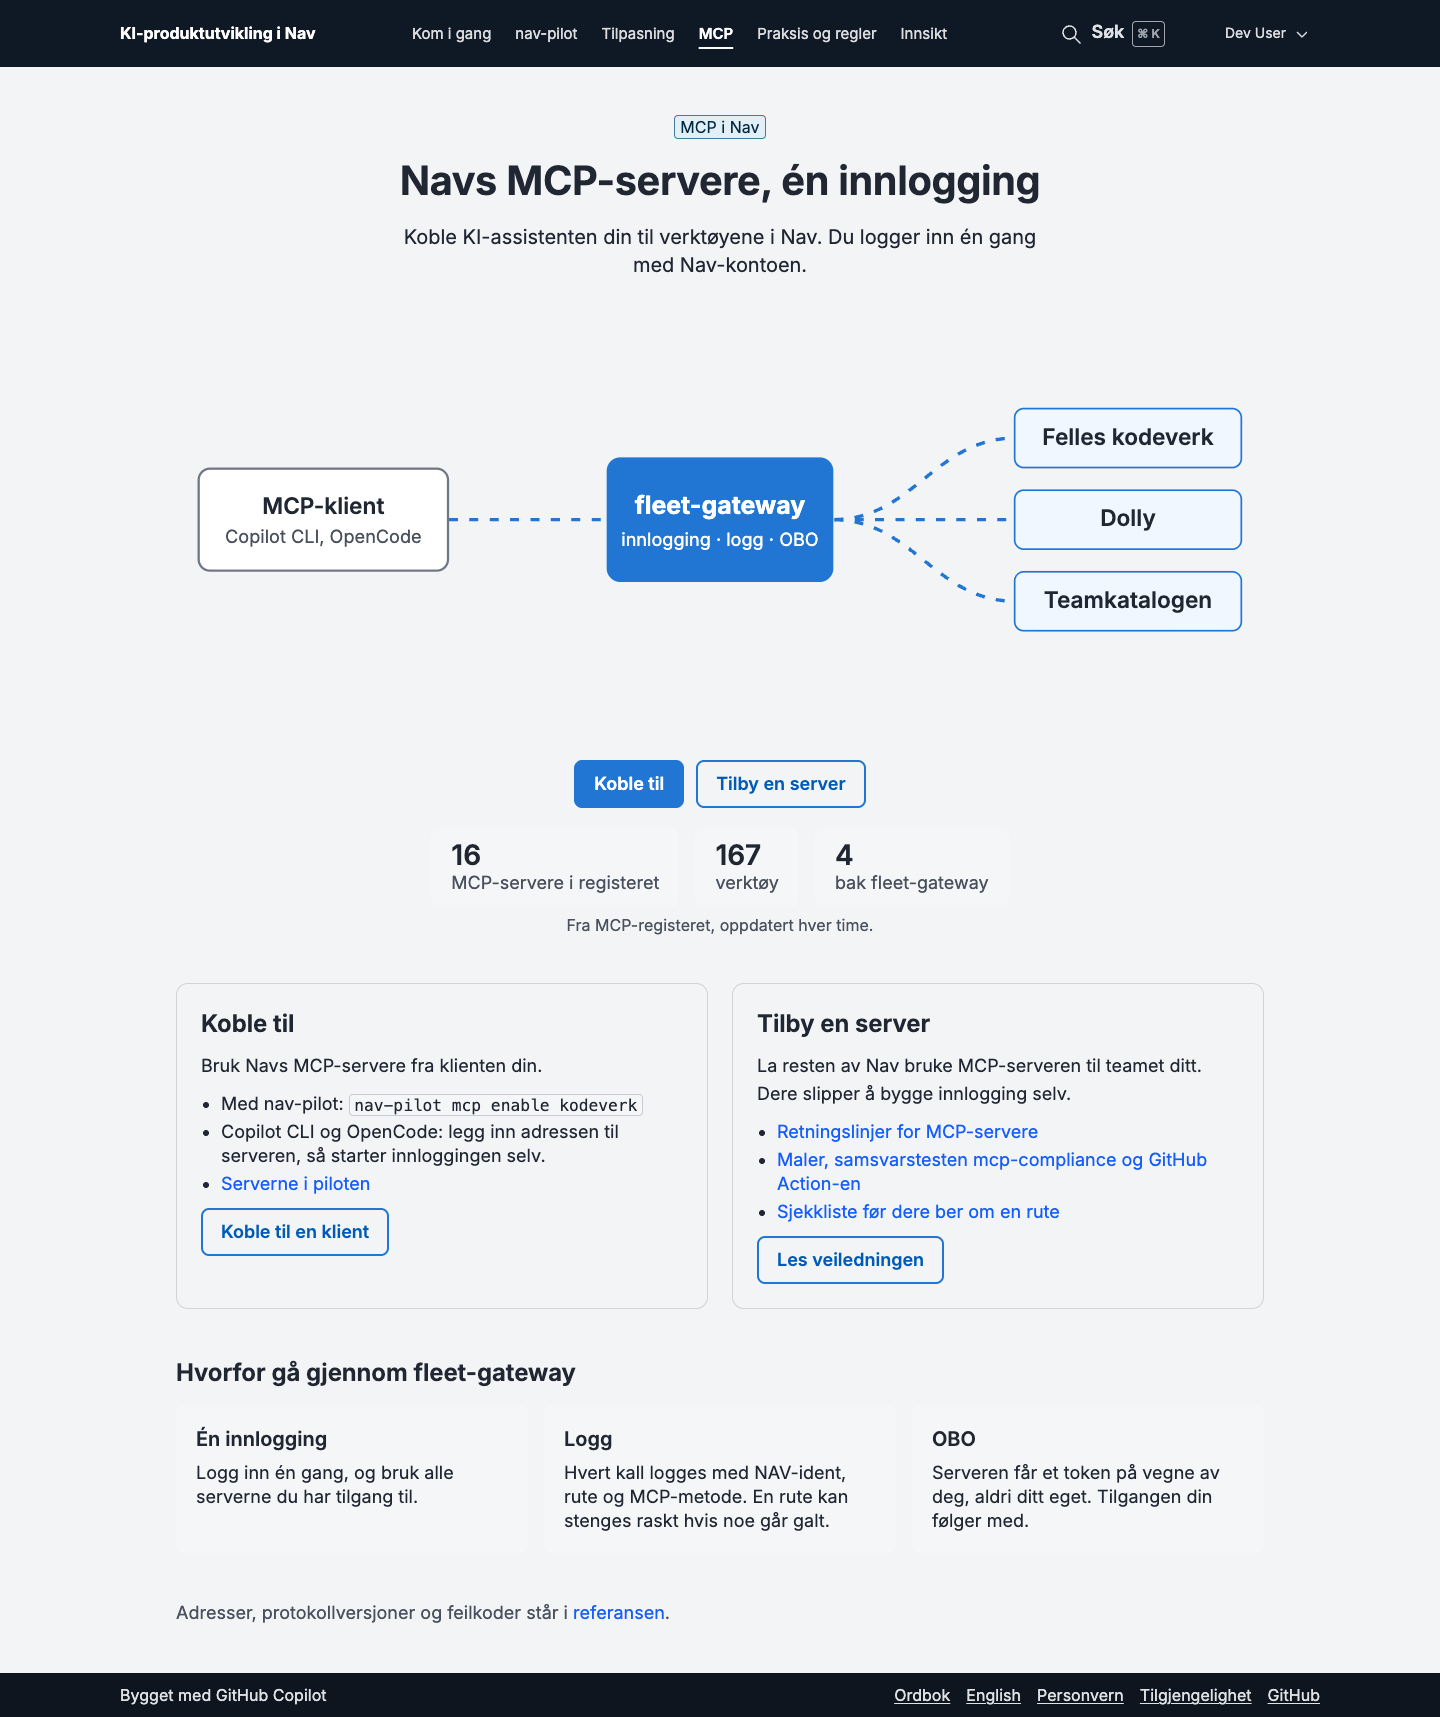 KI-produktutvikling i Nav
Kom i gang
nav-pilot
Tilpasning
MCP
Praksis og regler
Innsikt
Søk
⌘ K
Dev User
MCP i Nav
Navs MCP-servere, én innlogging
Koble KI-assistenten din til verktøyene i Nav. Du logger inn én gang
med Nav-kontoen.
MCP-klient
Copilot CLI, OpenCode
fleet-gateway
innlogging · logg · OBO
Felles kodeverk
Dolly
Teamkatalogen
Koble til
Tilby en server
16
MCP-servere i registeret
167
verktøy
4
bak fleet-gateway
Fra MCP-registeret, oppdatert hver time.
Koble til
Bruk Navs MCP-servere fra klienten din.
• Med nav-pilot: nav-pilot mcp enable kodeverk
• Copilot CLI og OpenCode: legg inn adressen til
serveren, så starter innloggingen selv.
• Serverne i piloten
Koble til en klient
Tilby en server
La resten av Nav bruke MCP-serveren til teamet ditt.
Dere slipper å bygge innlogging selv.
• Retningslinjer for MCP-servere
• Maler, samsvarstesten mcp-compliance og GitHub
Action-en
• Sjekkliste før dere ber om en rute
Les veiledningen
Hvorfor gå gjennom fleet-gateway
Én innlogging
Logg inn én gang, og bruk alle
serverne du har tilgang til.
Logg
Hvert kall logges med NAV-ident,
rute og MCP-metode. En rute kan
stenges raskt hvis noe går galt.
OBO
Serveren får et token på vegne av
deg, aldri ditt eget. Tilgangen din
følger med.
Adresser, protokollversjoner og feilkoder står i referansen.
Bygget med GitHub Copilot
Ordbok
English
Personvern
Tilgjengelighet
GitHub